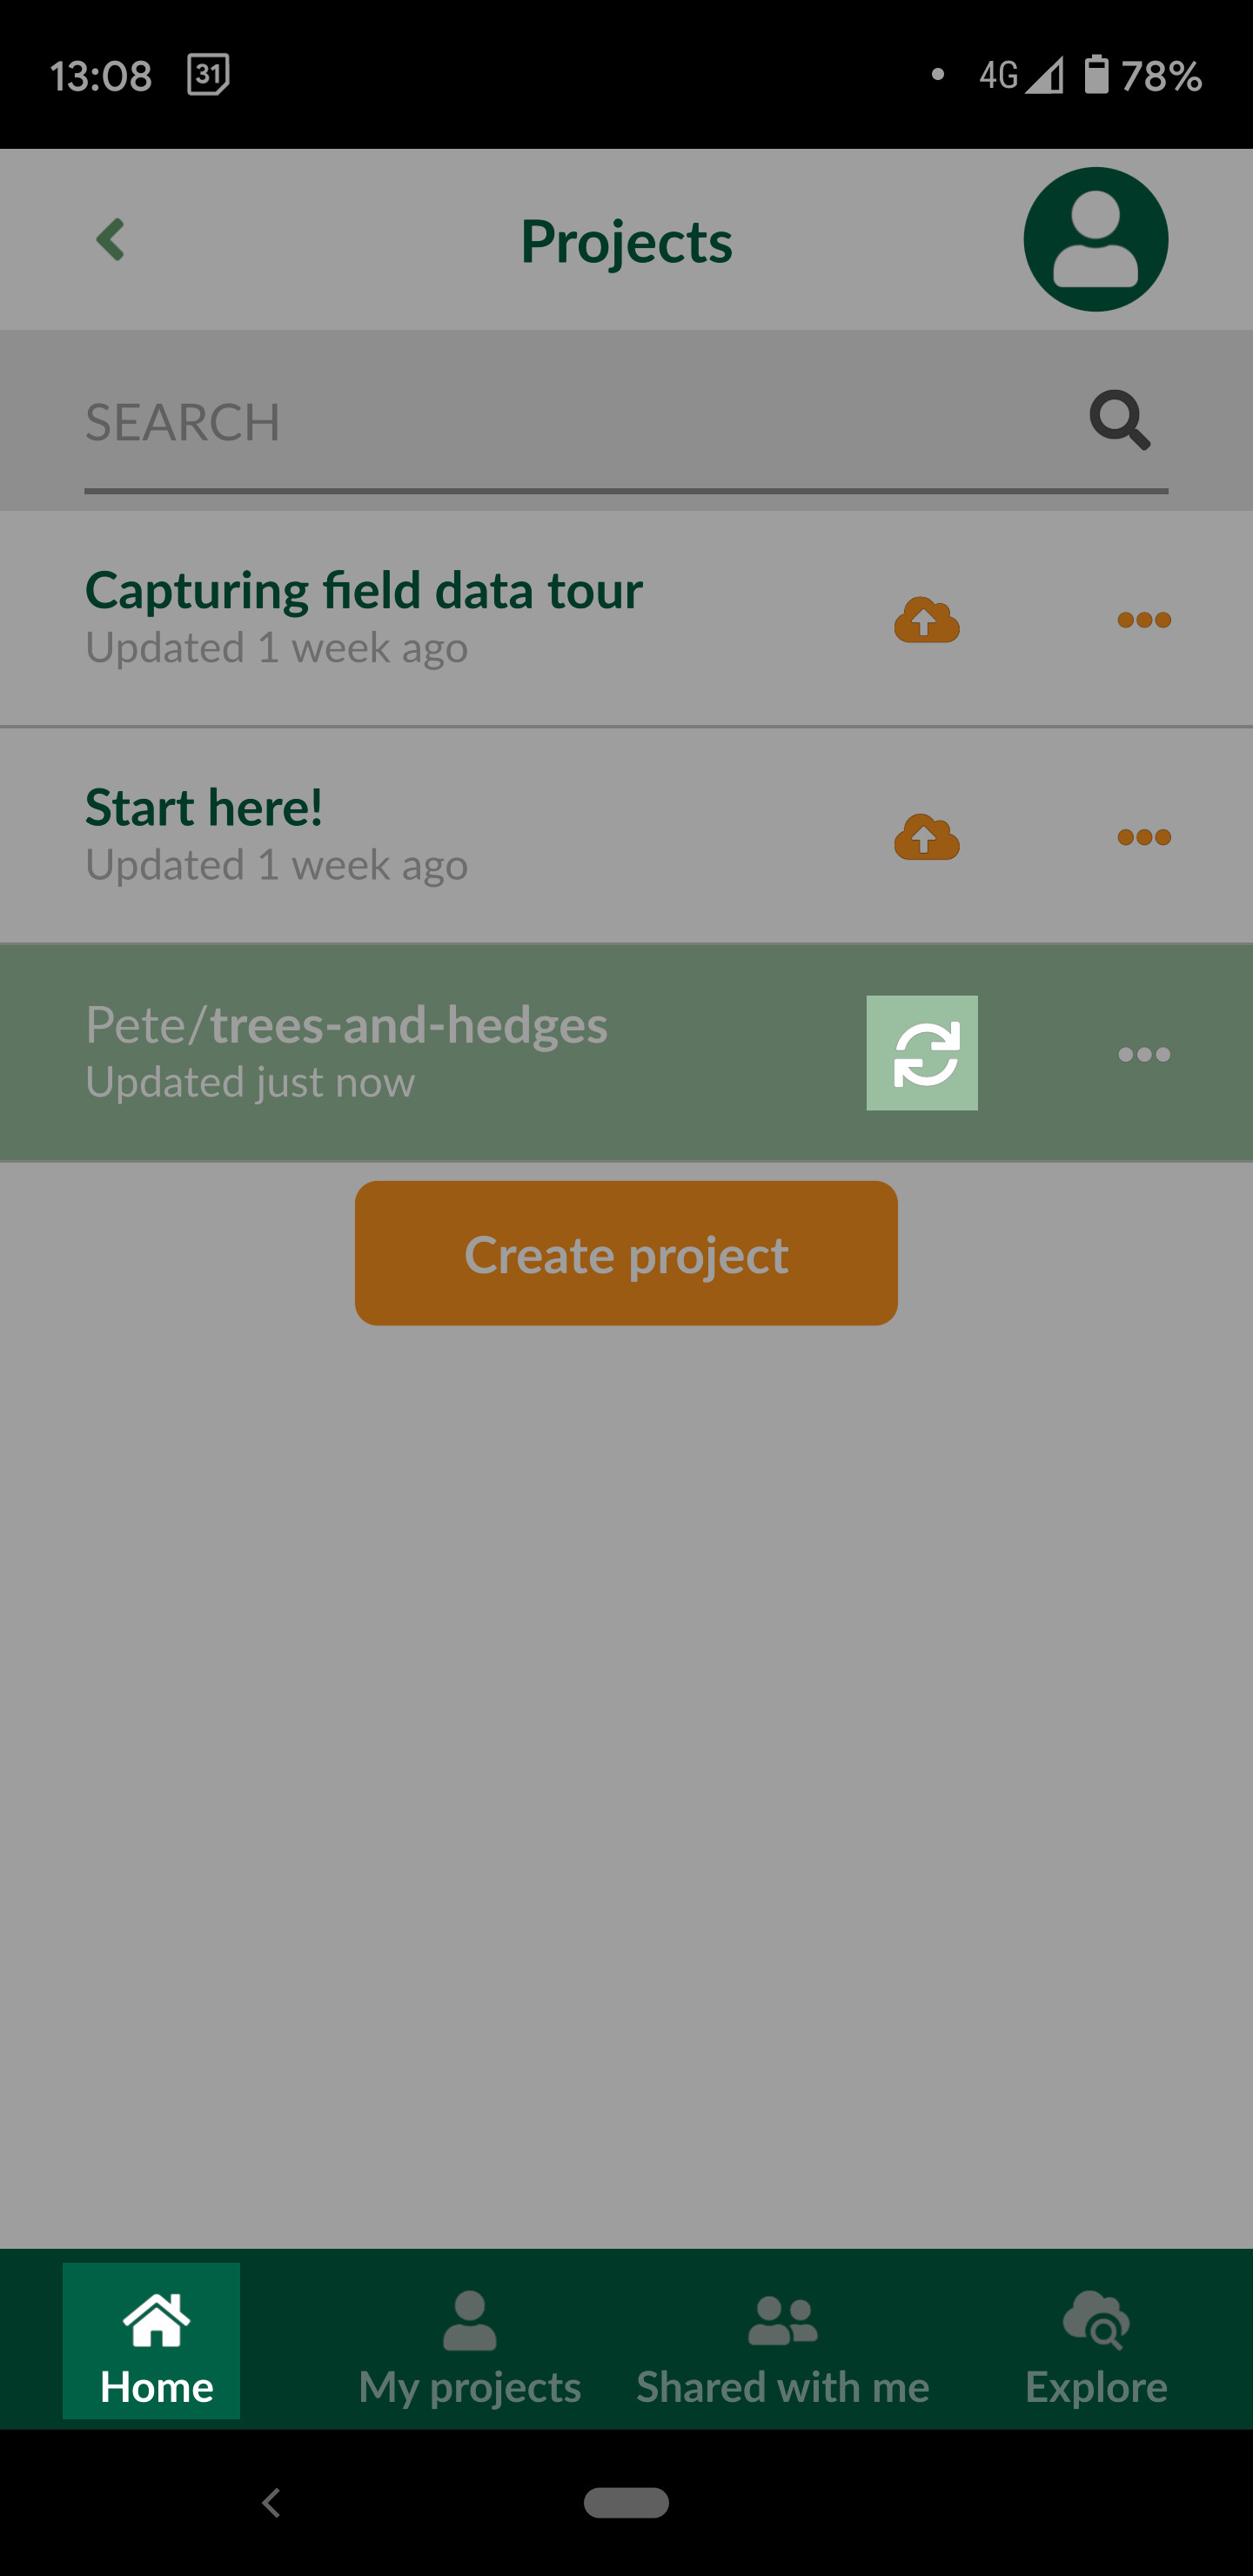 13:08 31 4G 78%
Projects
SEARCH
Capturing field data tour
Updated 1 week ago
Start here!
Updated 1 week ago
Pete/trees-and-hedges
Updated just now
Create project
Home My projects Shared with me Explore